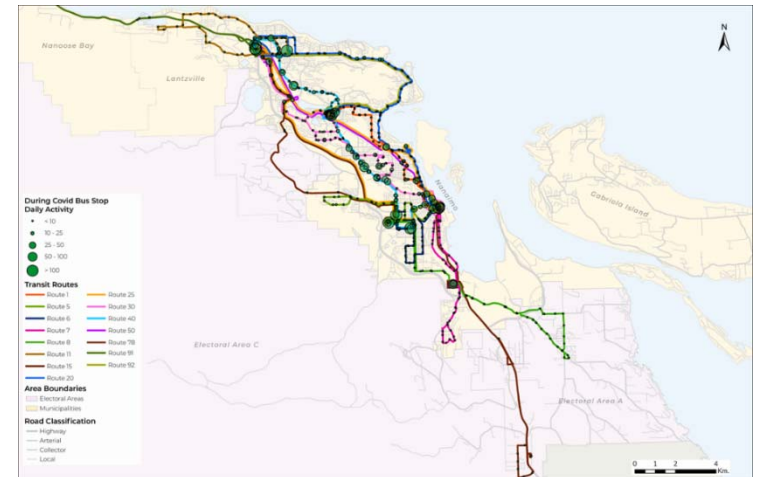 N
Nanoose Bay
Lantzville
Nanaimo
Gabriola Island
Electoral Area C
Electoral Area A
During Covid Bus Stop
Daily Activity
< 10
10 - 25
25 - 50
50 - 100
> 100
Transit Routes
Route 1
Route 5
Route 6
Route 7
Route 8
Route 11
Route 15
Route 20
Route 25
Route 30
Route 40
Route 50
Route 78
Route 91
Route 92
Area Boundaries
Electoral Areas
Municipalities
Road Classification
Highway
Arterial
Collector
Local
0 1 2 4
Km.